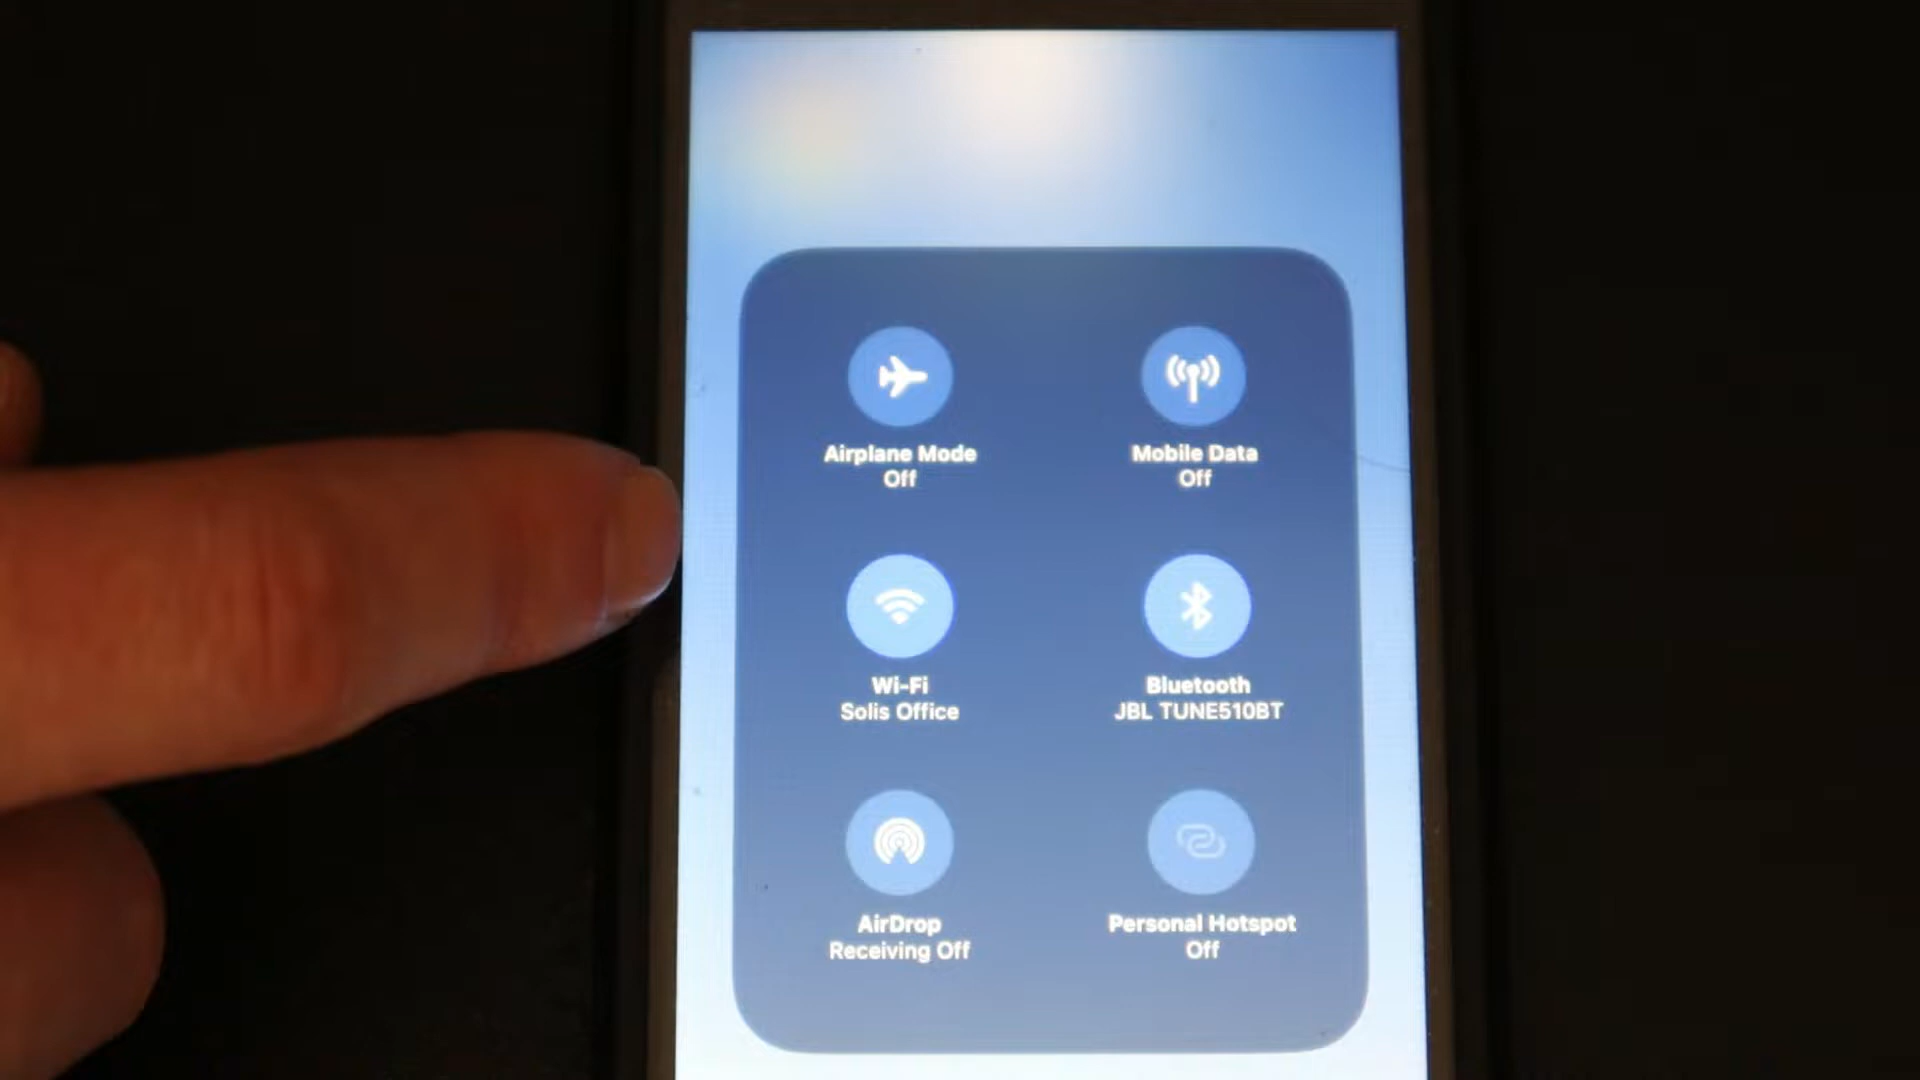 Airplane Mode
Off
Mobile Data
Off
Wi-Fi
Solis Office
Bluetooth
JBL TUNE510BT
AirDrop
Receiving Off
Personal Hotspot
Off